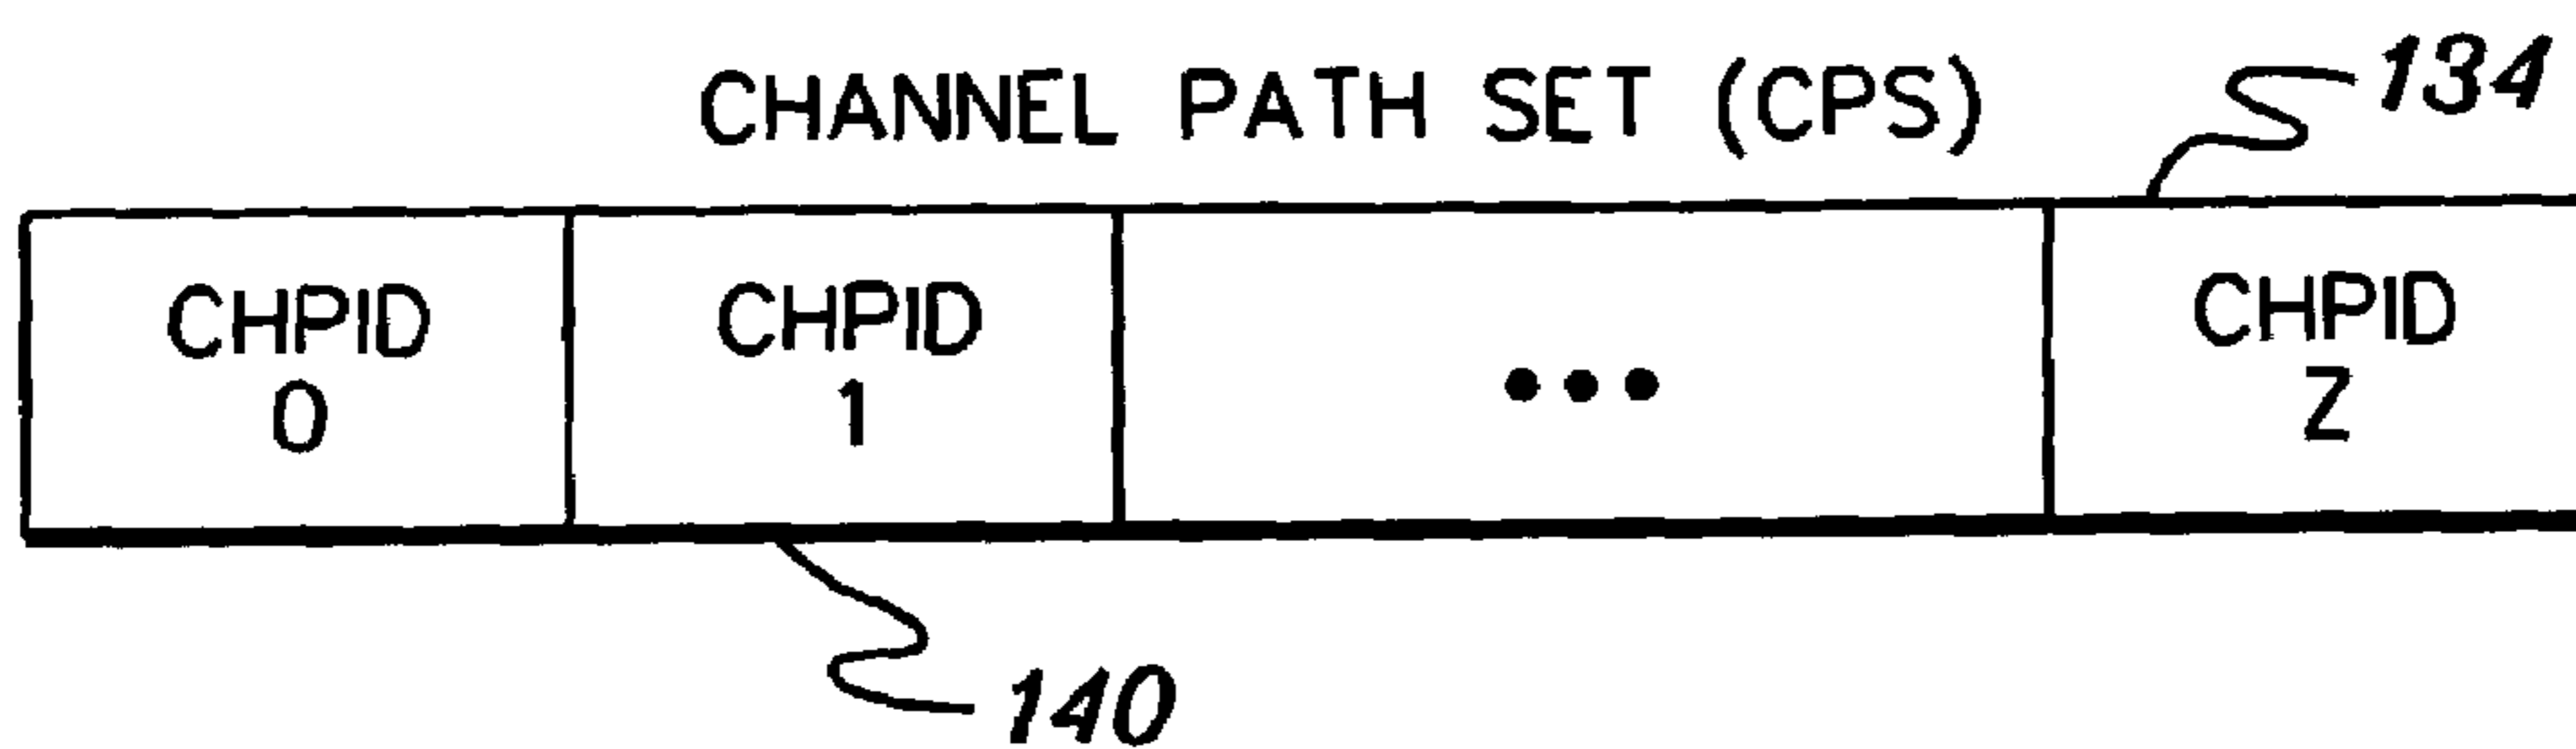 CHANNEL PATH SET (CPS)
134
CHPID
0
CHPID
1
•••
CHPID
Z
140